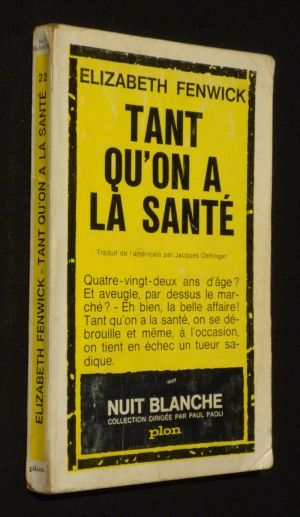 NUIT
BLANCHE
22
ELIZABETH FENWICK - TANT QU'ON A LA SANTÉ
plon
ELIZABETH FENWICK
TANT
QU'ON A
LA SANTÉ
Traduit de l'américain par Jacques Oettinger
Quatre-vingt-deux ans d'âge?
Et aveugle, par dessus le mar-
ché? - Eh bien, la belle affaire!
Tant qu'on a la santé, on se dé-
brouille et même, à l'occasion,
on tient en échec un tueur sa-
dique.
NUIT BLANCHE
COLLECTION DIRIGÉE PAR PAUL PAOLI
plon